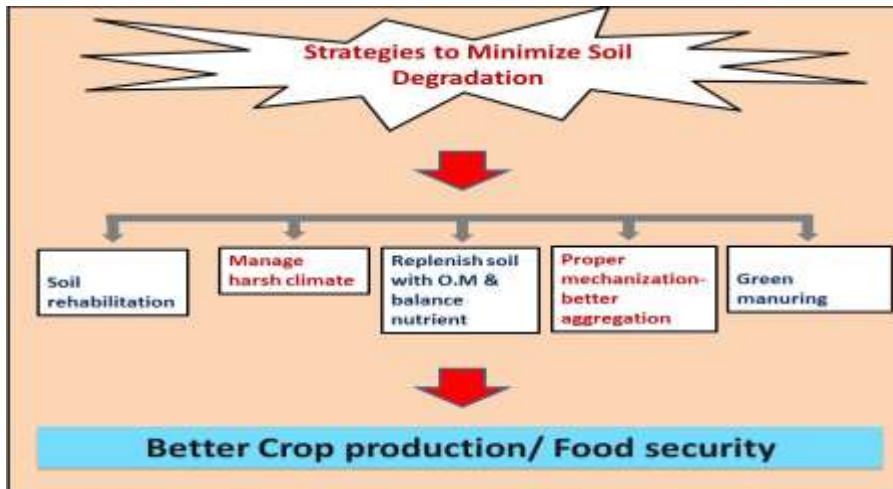 Strategies to Minimize Soil
Degradation
Soil
rehabilitation
Manage
harsh climate
Replenish soil
with O.M &
balance
nutrient
Proper
mechanization-
better
aggregation
Green
manuring
Better Crop production/ Food security